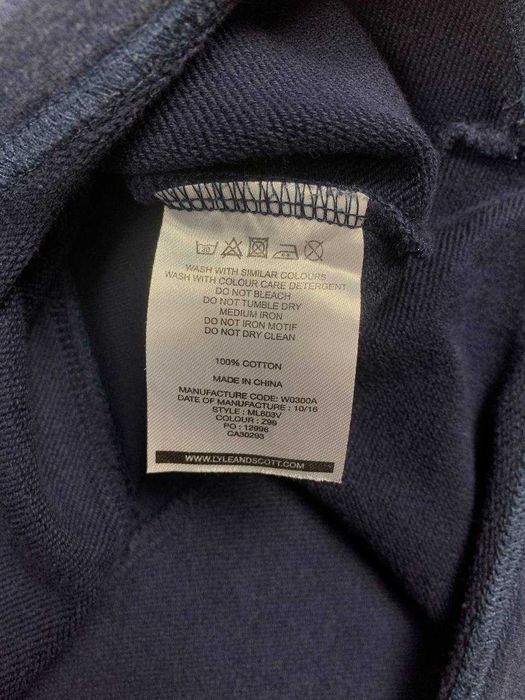 30
WASH WITH SIMILAR COLOURS
WASH WITH COLOUR CARE DETERGENT
DO NOT BLEACH
DO NOT TUMBLE DRY
MEDIUM IRON
DO NOT IRON MOTIF
DO NOT DRY CLEAN
100% COTTON
MADE IN CHINA
MANUFACTURE CODE: W0300A
DATE OF MANUFACTURE : 10/16
STYLE : ML603V
COLOUR : Z99
PO : 12996
CA30293
WWW.LYLEANDSCOTT.COM